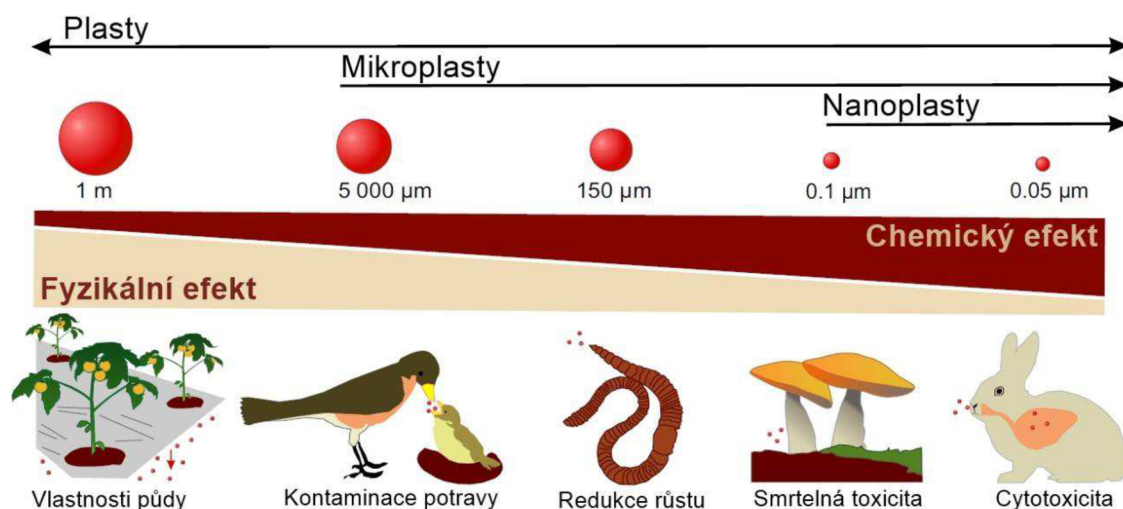 Plasty
Mikroplasty
Nanoplasty
1 m
5 000 µm
150 µm
0.1 µm
0.05 µm
Chemický efekt
Fyzikální efekt
Vlastnosti půdy
Kontaminace potravy
Redukce růstu
Smrtelná toxicita
Cytotoxicita